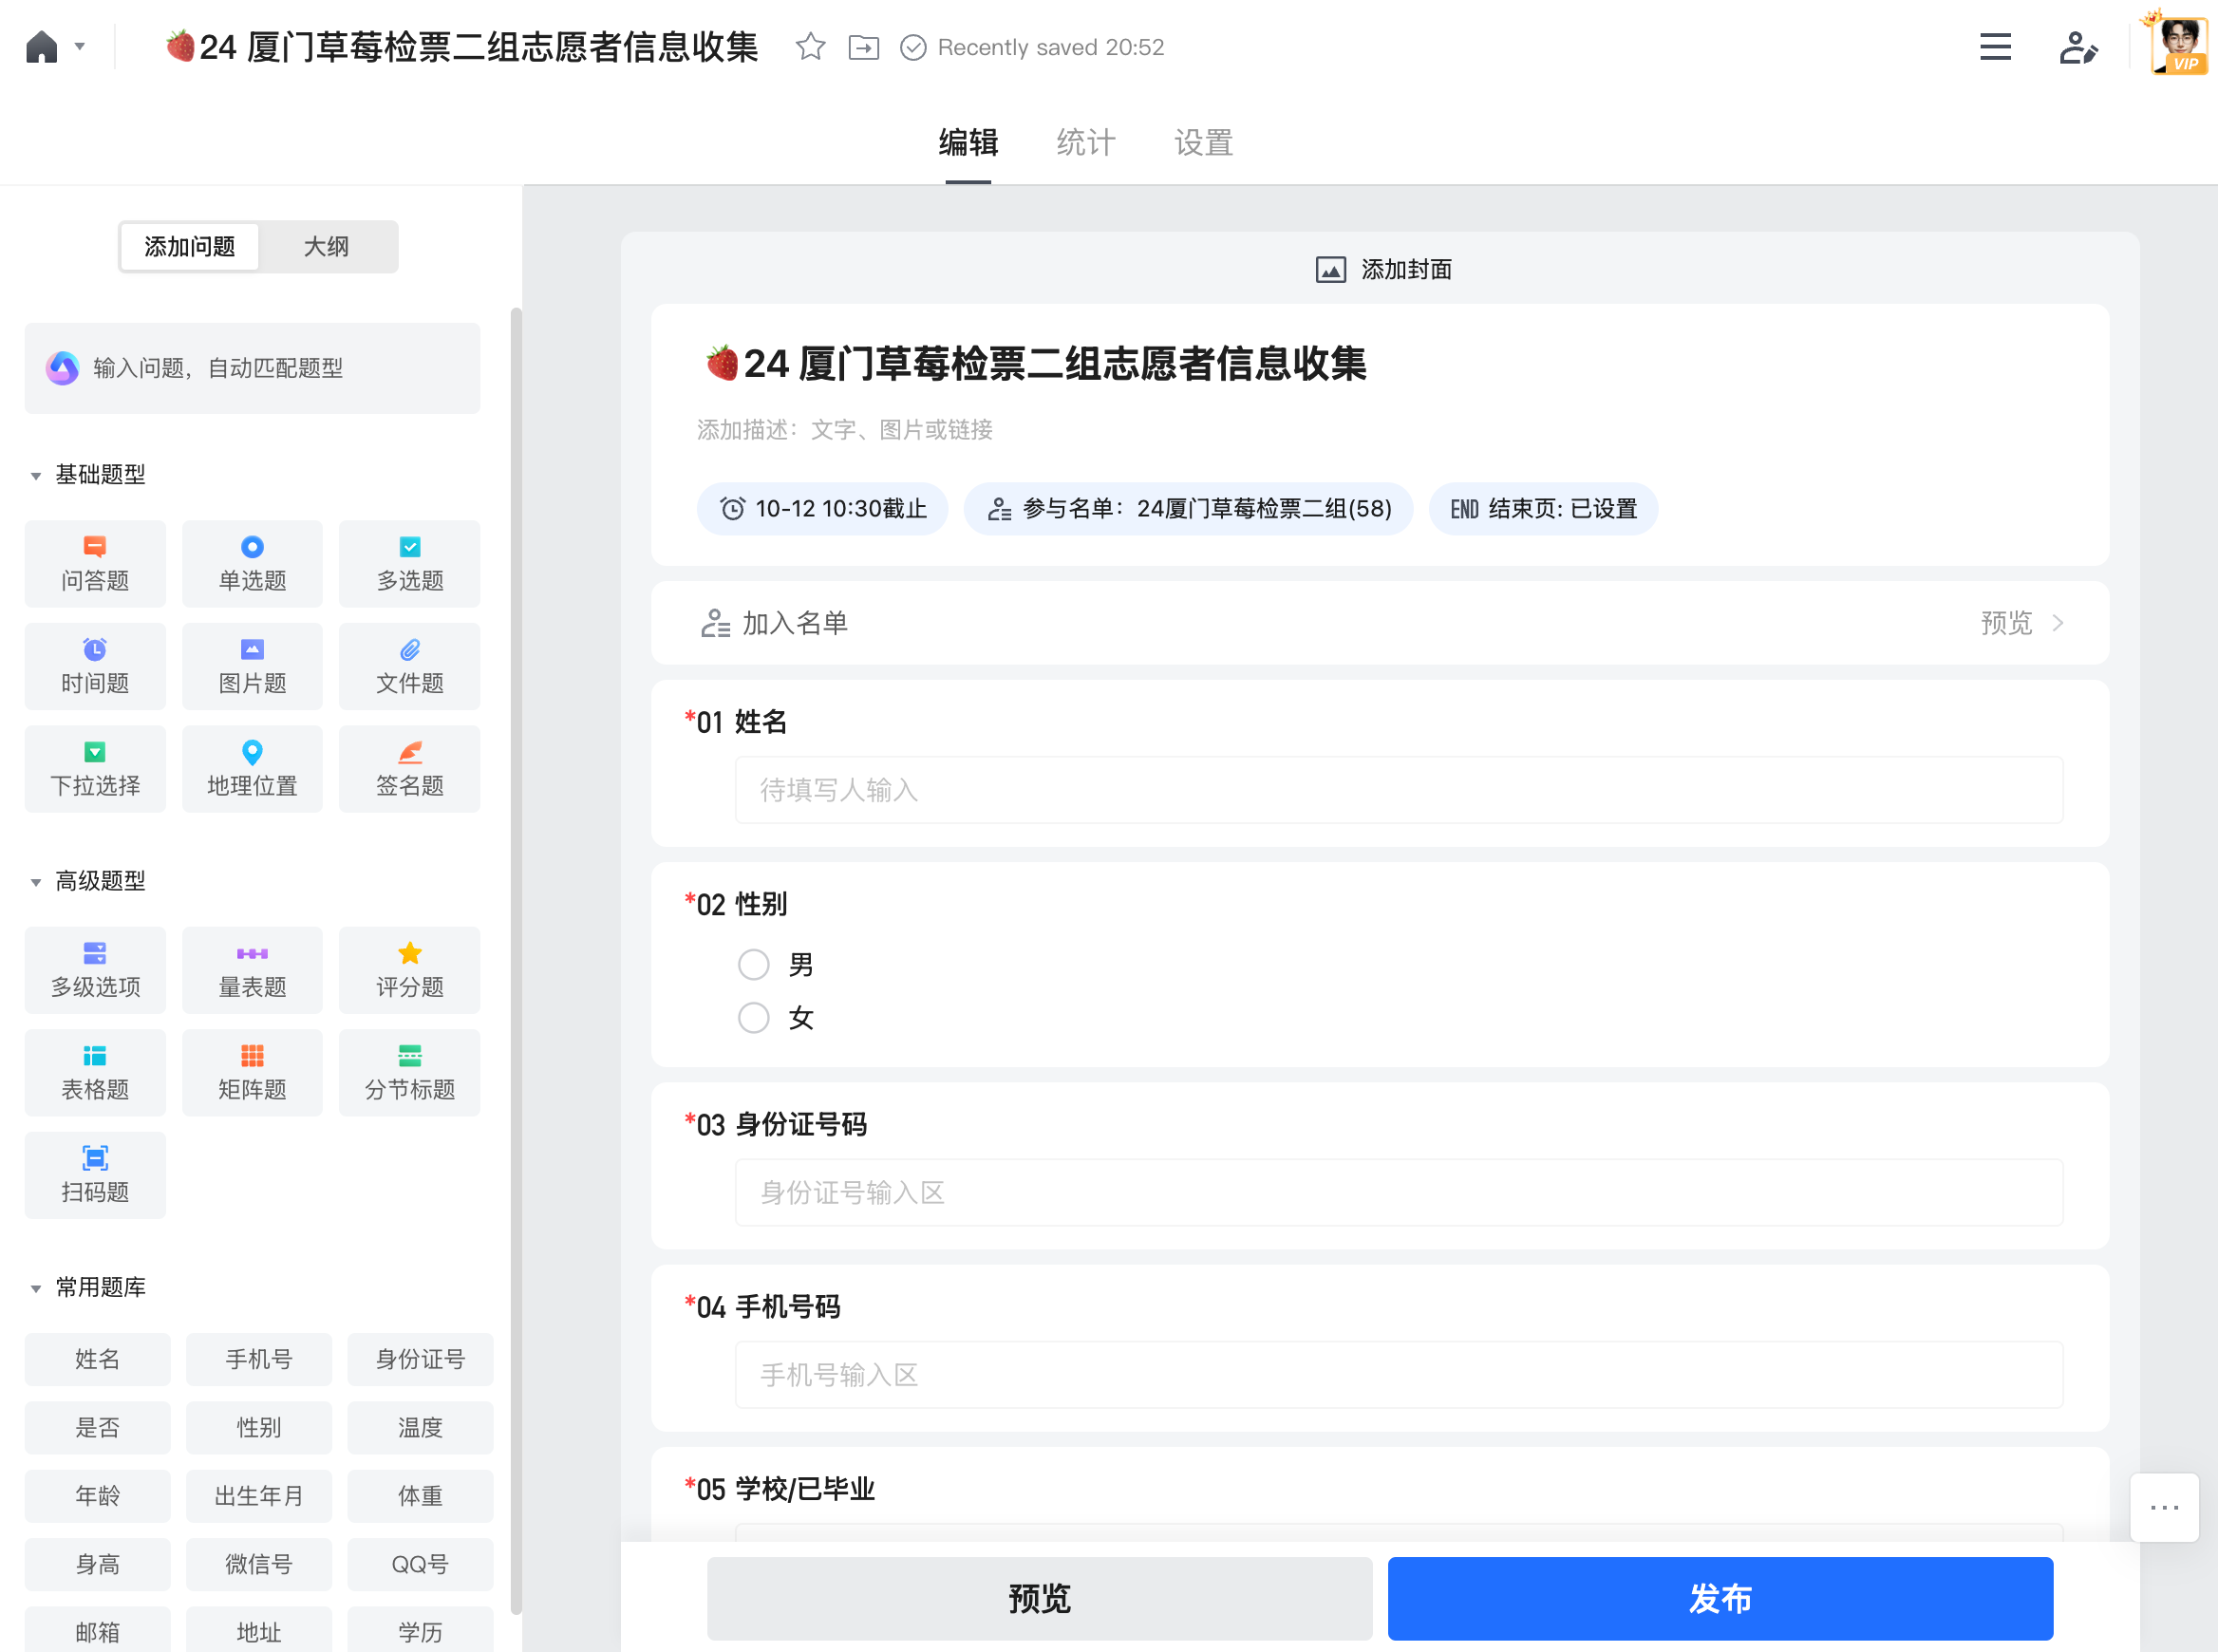 🍓24 厦门草莓检票二组志愿者信息收集
Recently saved 20:52
VIP
编辑 统计 设置
添加问题 大纲
输入问题，自动匹配题型
基础题型
问答题 单选题 多选题
时间题 图片题 文件题
下拉选择 地理位置 签名题
高级题型
多级选项 量表题 评分题
表格题 矩阵题 分节标题
扫码题
常用题库
姓名 手机号 身份证号
是否 性别 温度
年龄 出生年月 体重
身高 微信号 QQ号
邮箱 地址 学历
添加封面
🍓24 厦门草莓检票二组志愿者信息收集
添加描述：文字、图片或链接
10-12 10:30截止 参与名单：24厦门草莓检票二组(58) END 结束页: 已设置
加入名单 预览
*01 姓名
待填写人输入
*02 性别
男
女
*03 身份证号码
身份证号输入区
*04 手机号码
手机号输入区
*05 学校/已毕业
预览 发布